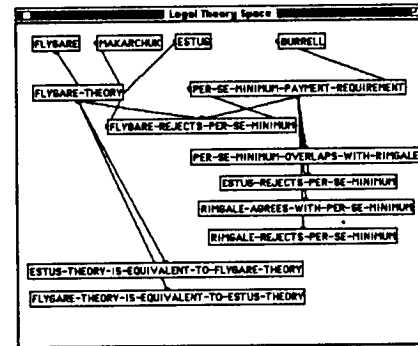 Legal Theory Space
FLYGARE MAKARCHUK ESTUS BURRELL
FLYGARE-THEORY PER-SE-MINIMUM-PAYMENT-REQUIREMENT
FLYGARE-REJECTS-PER-SE-MINIMUM
PER-SE-MINIMUM-OVERLAPS-WITH-RIMGALE
ESTUS-REJECTS-PER-SE-MINIMUM
RIMGALE-AGREES-WITH-PER-SE-MINIMUM
RIMGALE-REJECTS-PER-SE-MINIMUM
ESTUS-THEORY-IS-EQUIVALENT-TO-FLYGARE-THEORY
FLYGARE-THEORY-IS-EQUIVALENT-TO-ESTUS-THEORY